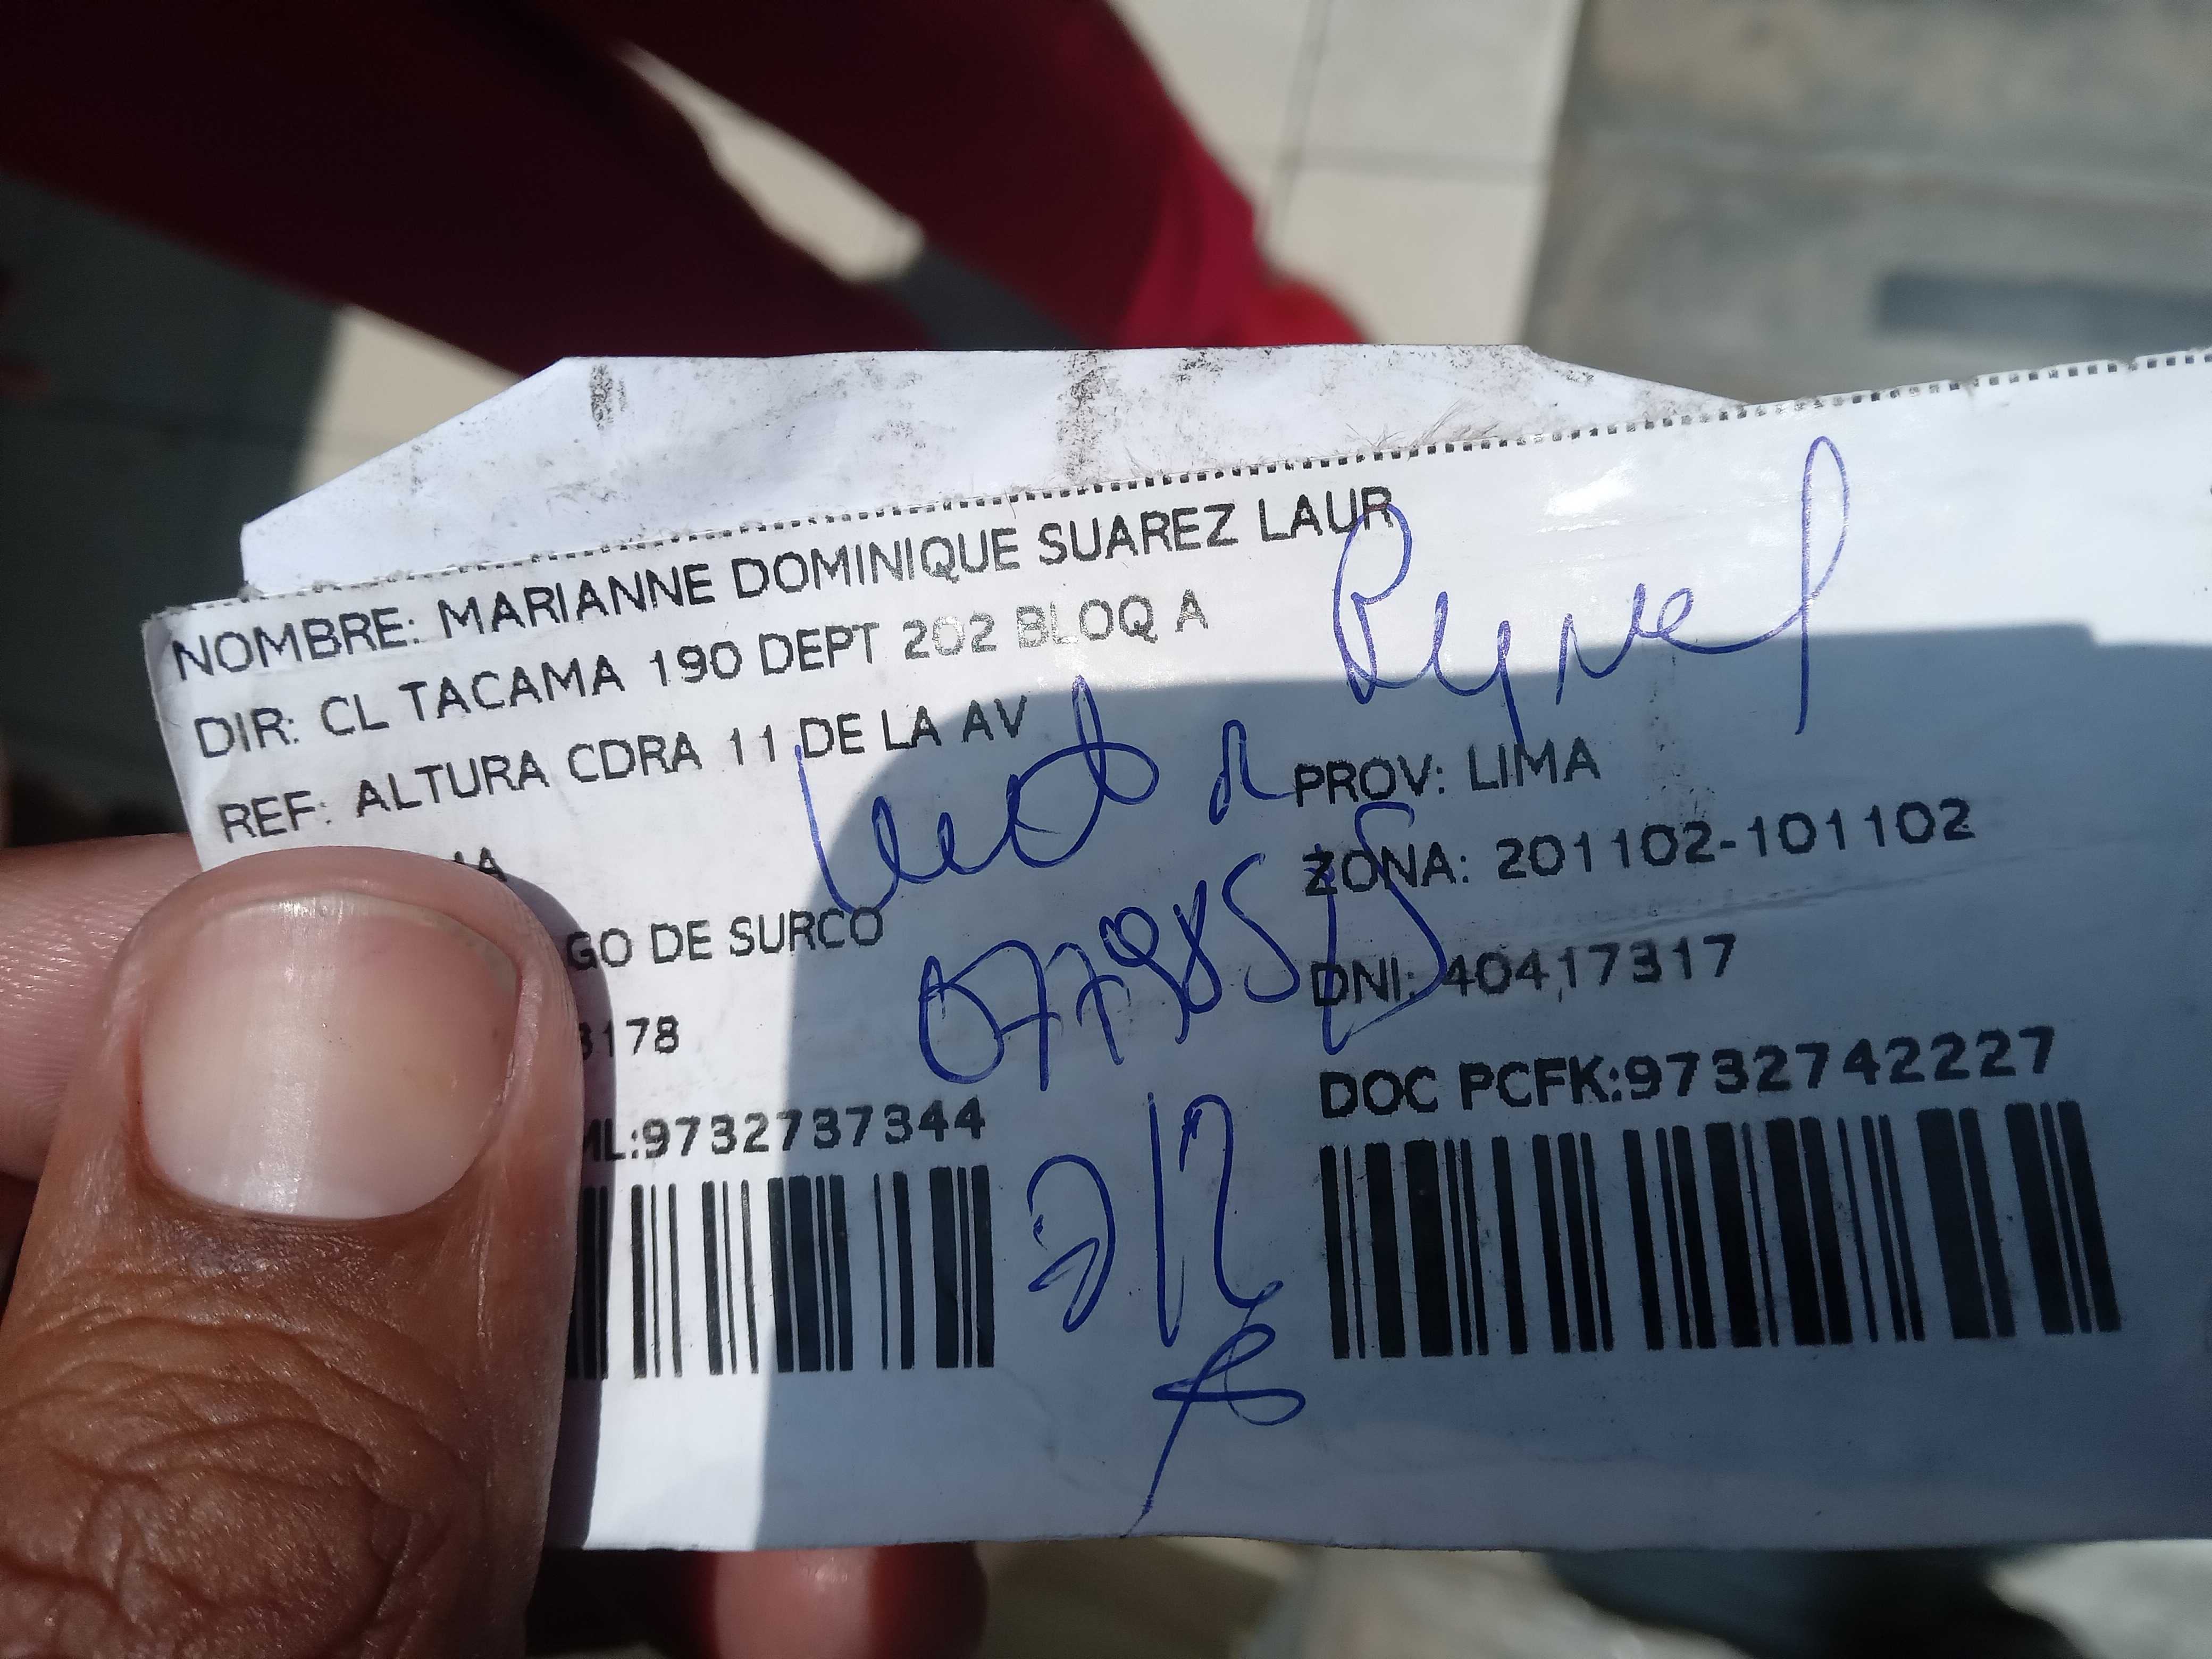 NOMBRE: MARIANNE DOMINIQUE SUAREZ LAUR
DIR: CL TACAMA 190 DEPT 202 BLOQ A
REF: ALTURA CDRA 11 DE LA AV
PROV: LIMA
ZONA: 201102-101102
GO DE SURCO
DNI: 40417317
3178
ML:9732737344
DOC PCFK:9732742227